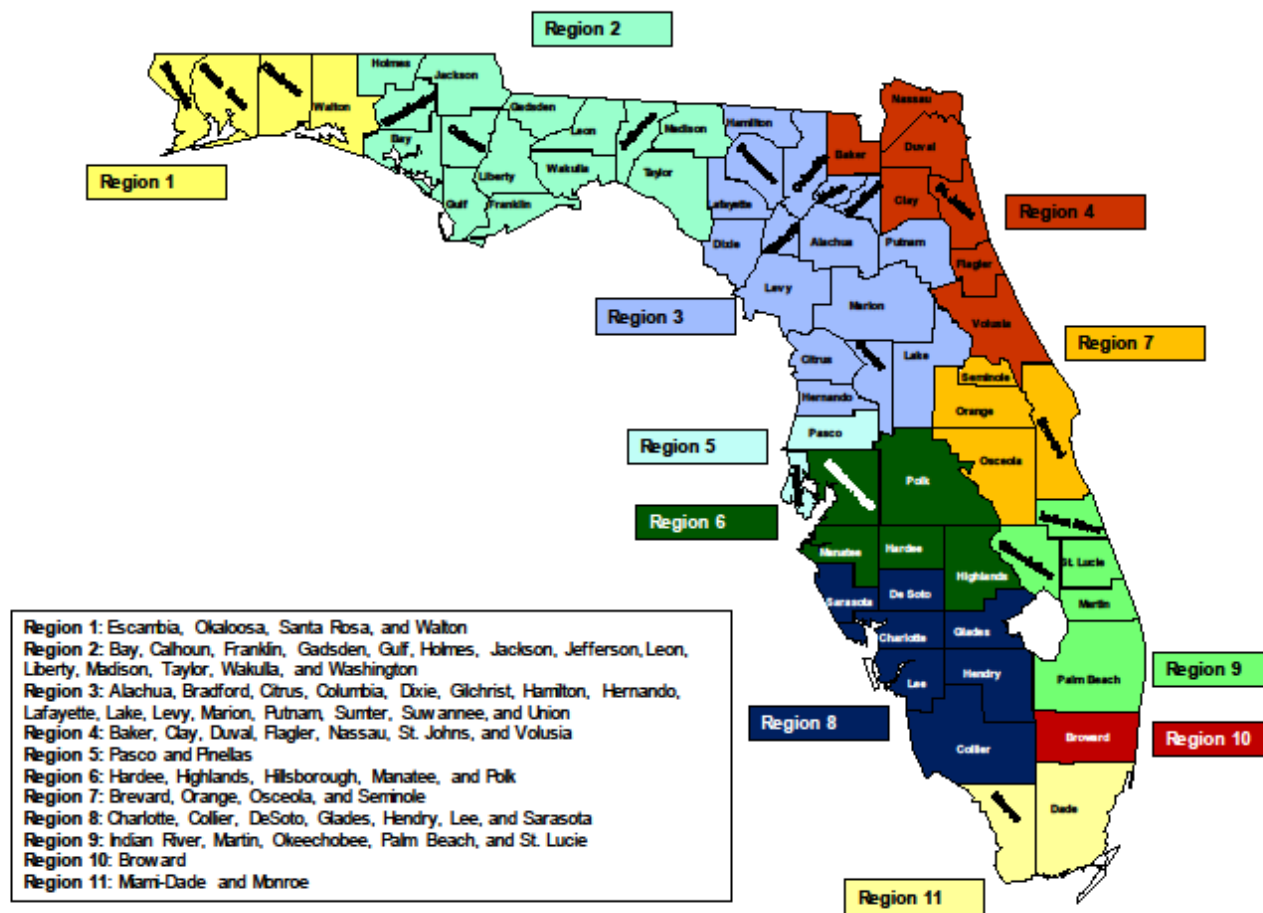 Region 2
Holmes
Jackson
Walton
Gadsden
Leon
Madison
Hamilton
Nassau
Bay
Baker
Duval
Region 1
Liberty
Wakulla
Taylor
Gulf
Franklin
Lafayette
Clay
St. Johns
Region 4
Dixie
Alachua
Putnam
Flagler
Levy
Marion
Region 3
Volusia
Region 7
Citrus
Lake
Seminole
Hernando
Orange
Pasco
Region 5
Osceola
Polk
Region 6
Indian River
Manatee
Hardee
St. Lucie
Highlands
De Soto
Sarasota
Martin
Charlotte
Glades
Lee
Hendry
Palm Beach
Region 9
Region 8
Collier
Broward
Region 10
Dade
Region 11
Region 1: Escambia, Okaloosa, Santa Rosa, and Walton
Region 2: Bay, Calhoun, Franklin, Gadsden, Gulf, Holmes, Jackson, Jefferson, Leon,
Liberty, Madison, Taylor, Wakulla, and Washington
Region 3: Alachua, Bradford, Citrus, Columbia, Dixie, Gilchrist, Hamilton, Hernando,
Lafayette, Lake, Levy, Marion, Putnam, Sumter, Suwannee, and Union
Region 4: Baker, Clay, Duval, Flagler, Nassau, St. Johns, and Volusia
Region 5: Pasco and Pinellas
Region 6: Hardee, Highlands, Hillsborough, Manatee, and Polk
Region 7: Brevard, Orange, Osceola, and Seminole
Region 8: Charlotte, Collier, DeSoto, Glades, Hendry, Lee, and Sarasota
Region 9: Indian River, Martin, Okeechobee, Palm Beach, and St. Lucie
Region 10: Broward
Region 11: Miami-Dade and Monroe